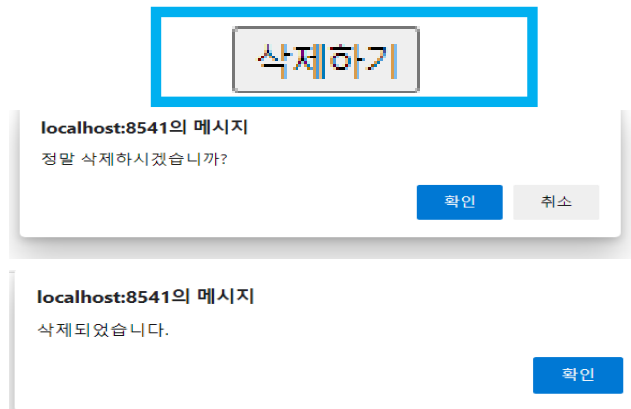 삭제하기
localhost:8541의 메시지
정말 삭제하시겠습니까?
확인 취소
localhost:8541의 메시지
삭제되었습니다.
확인